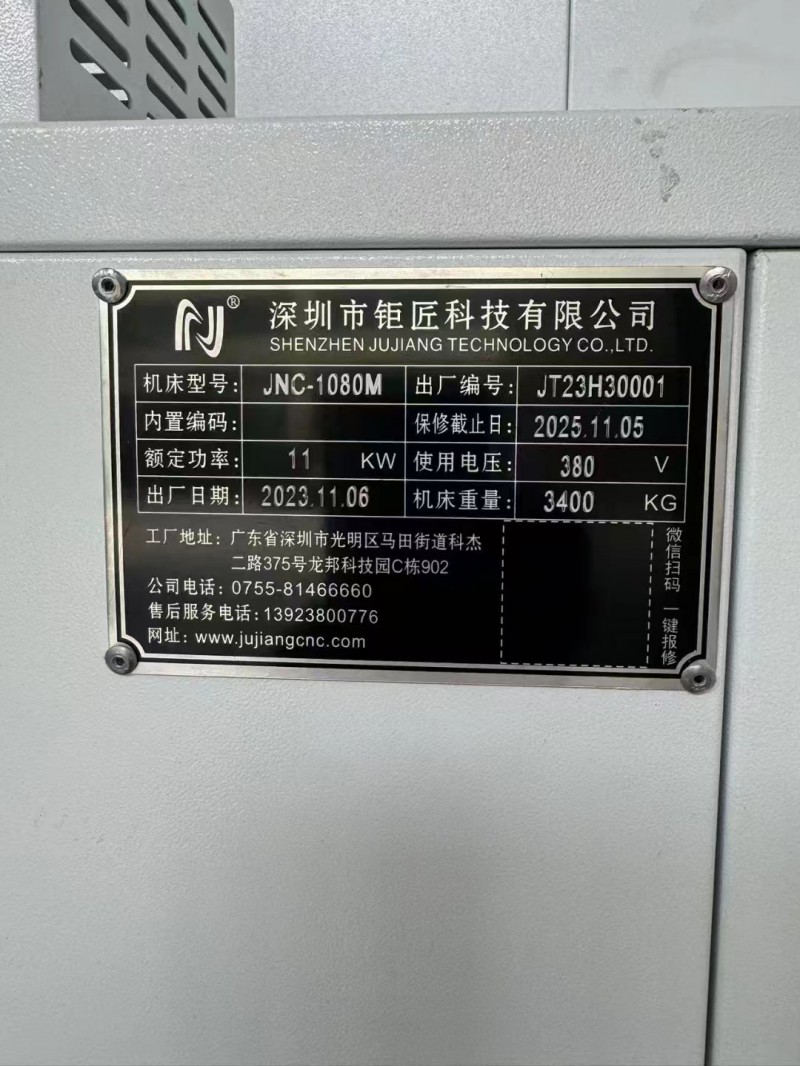 NJ® 深圳市钜匠科技有限公司
SHENZHEN JUJIANG TECHNOLOGY CO.,LTD.
机床型号: JNC-1080M 出厂编号: JT23H30001
内置编码: 保修截止日: 2025.11.05
额定功率: 11 KW 使用电压: 380 V
出厂日期: 2023.11.06 机床重量: 3400 KG
工厂地址: 广东省深圳市光明区马田街道科杰
二路375号龙邦科技园C栋902
公司电话: 0755-81466660
售后服务电话: 13923800776
网址: www.jujiangcnc.com
微信扫码 一键报修